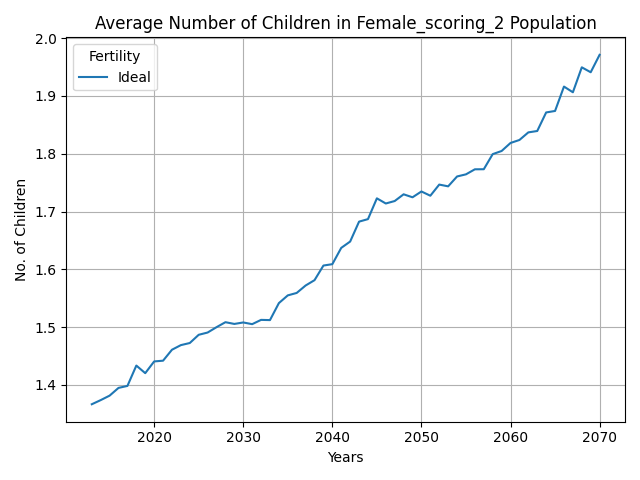 Average Number of Children in Female_scoring_2 Population
Fertility
Ideal
No. of Children
2.0
1.9
1.8
1.7
1.6
1.5
1.4
2020 2030 2040 2050 2060 2070
Years